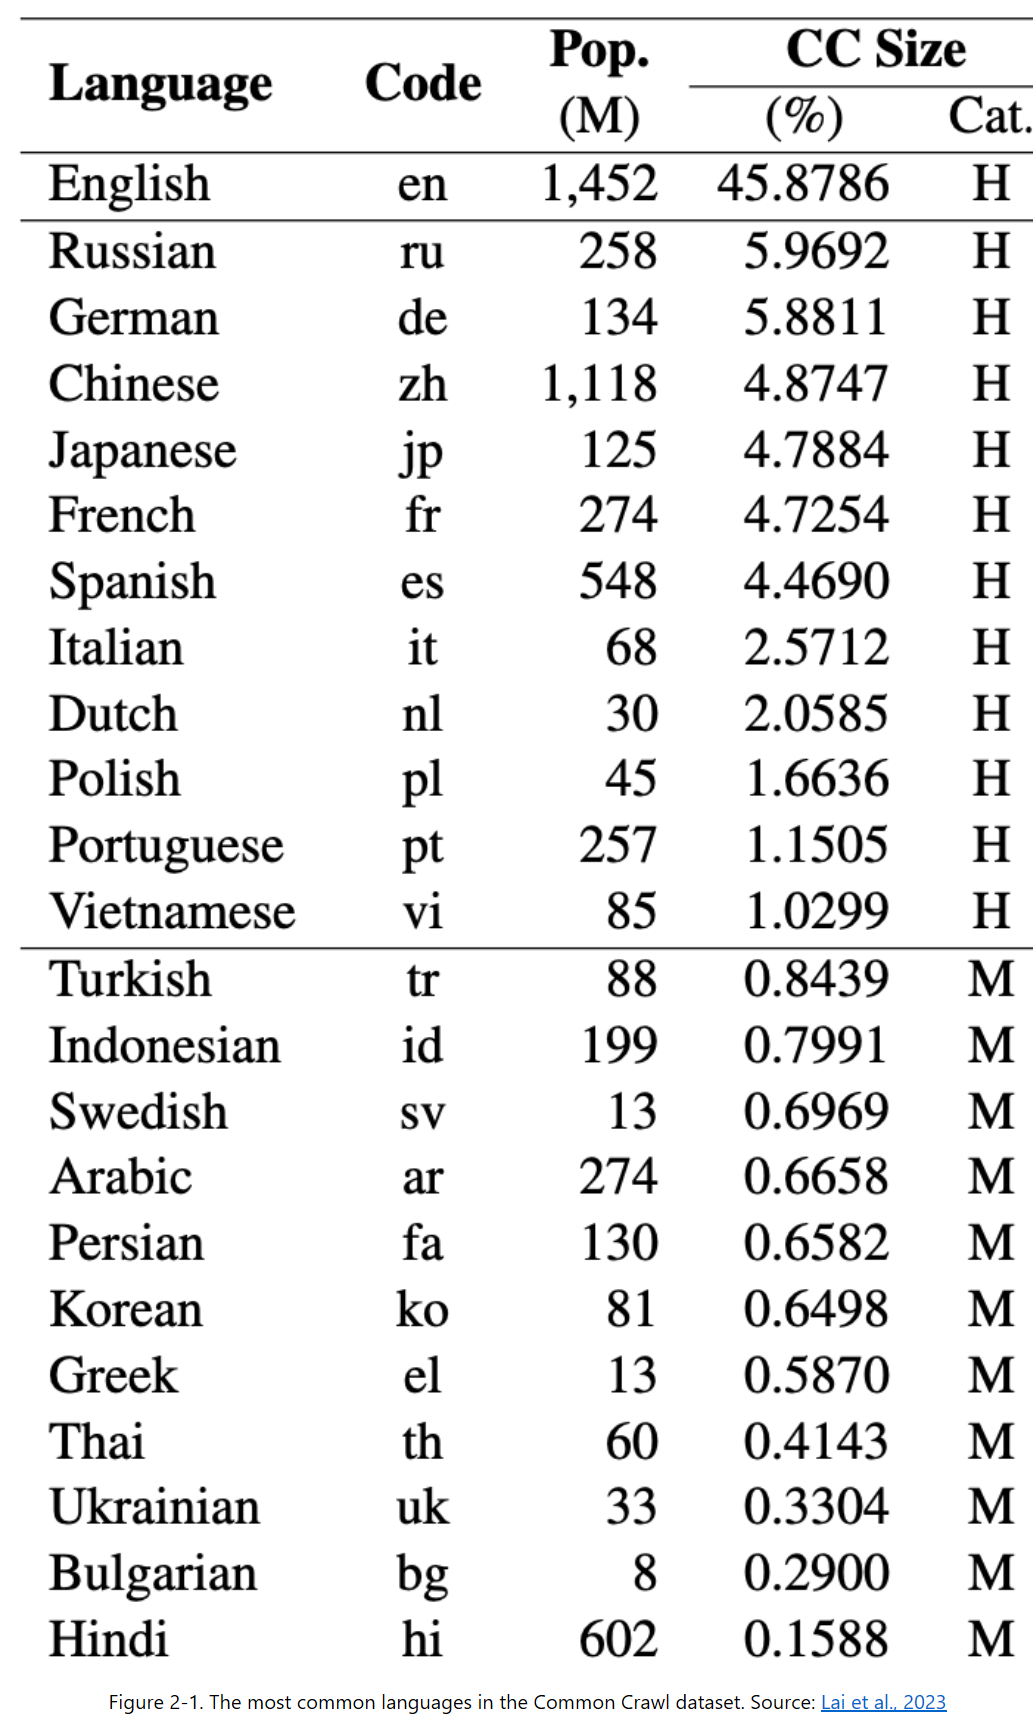 Language Code Pop. CC Size
(M) (%) Cat.
English en 1,452 45.8786 H
Russian ru 258 5.9692 H
German de 134 5.8811 H
Chinese zh 1,118 4.8747 H
Japanese jp 125 4.7884 H
French fr 274 4.7254 H
Spanish es 548 4.4690 H
Italian it 68 2.5712 H
Dutch nl 30 2.0585 H
Polish pl 45 1.6636 H
Portuguese pt 257 1.1505 H
Vietnamese vi 85 1.0299 H
Turkish tr 88 0.8439 M
Indonesian id 199 0.7991 M
Swedish sv 13 0.6969 M
Arabic ar 274 0.6658 M
Persian fa 130 0.6582 M
Korean ko 81 0.6498 M
Greek el 13 0.5870 M
Thai th 60 0.4143 M
Ukrainian uk 33 0.3304 M
Bulgarian bg 8 0.2900 M
Hindi hi 602 0.1588 M
Figure 2-1. The most common languages in the Common Crawl dataset. Source: Lai et al., 2023